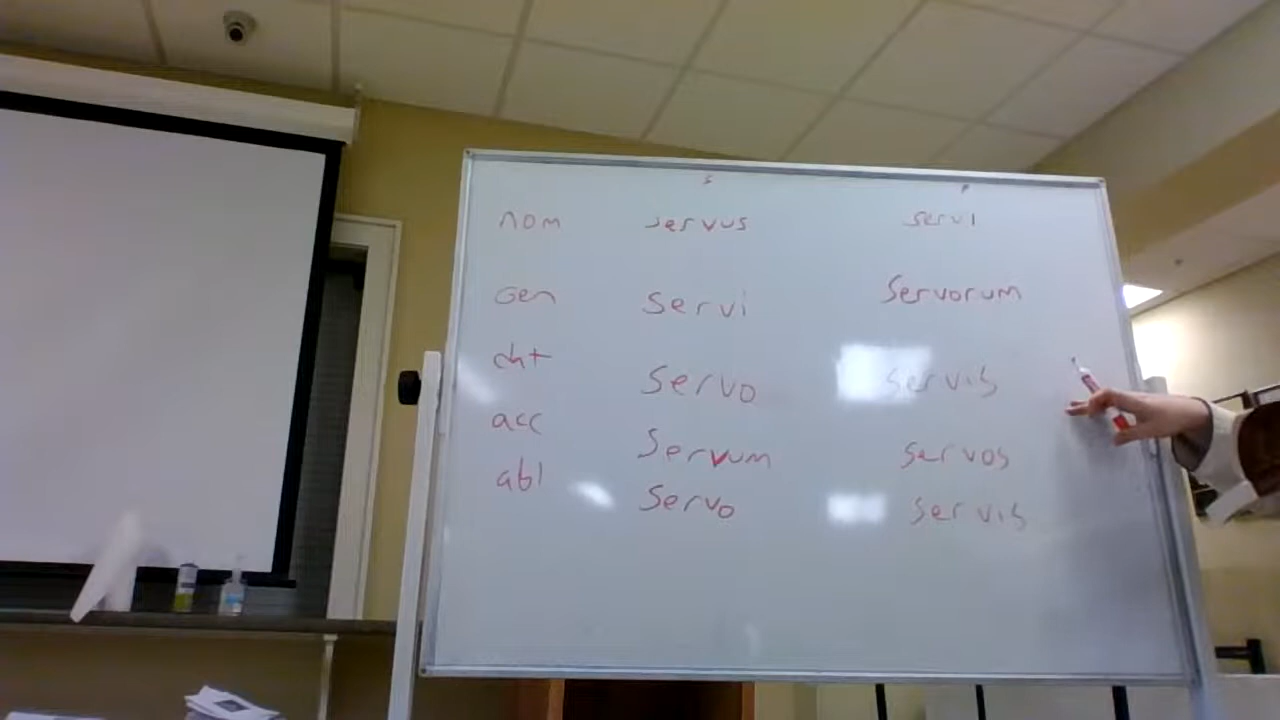 s p
nom servus servi
Gen Servi Servorum
dat Servo servis
acc Servum servos
abl Servo servis